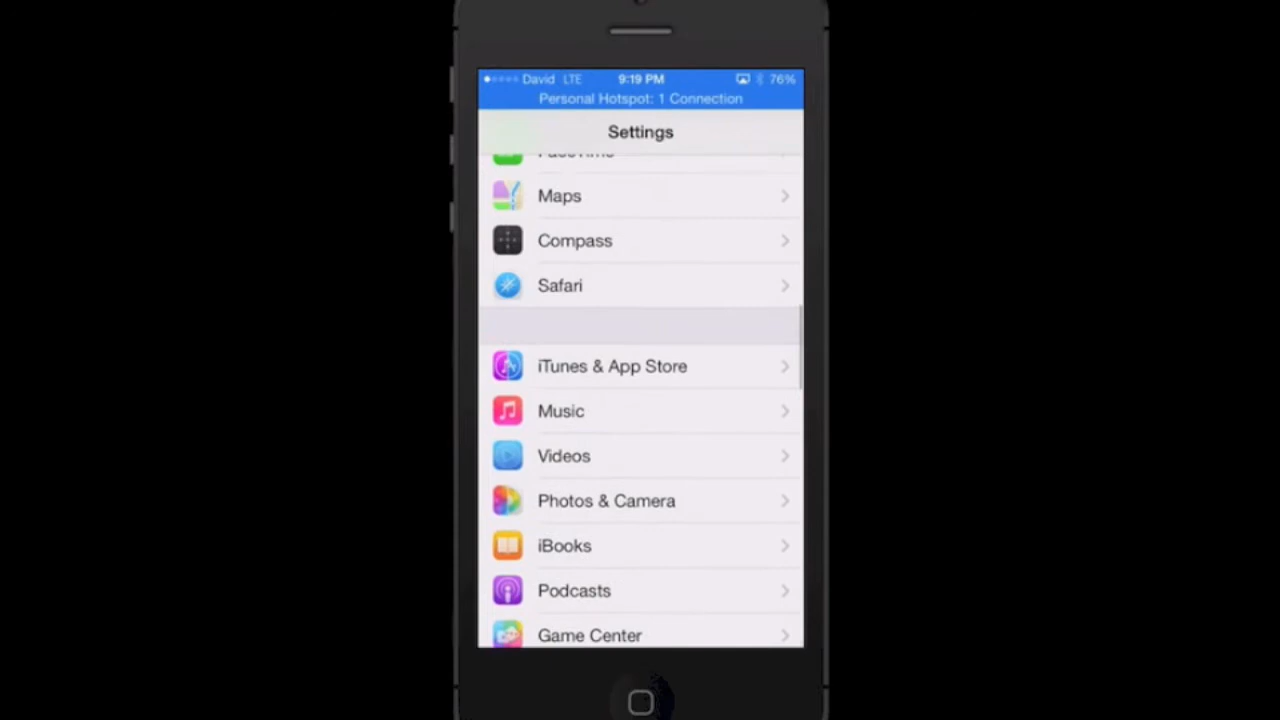 David LTE 9:19 PM 76%
Personal Hotspot: 1 Connection
Settings
FaceTime
Maps
Compass
Safari
iTunes & App Store
Music
Videos
Photos & Camera
iBooks
Podcasts
Game Center